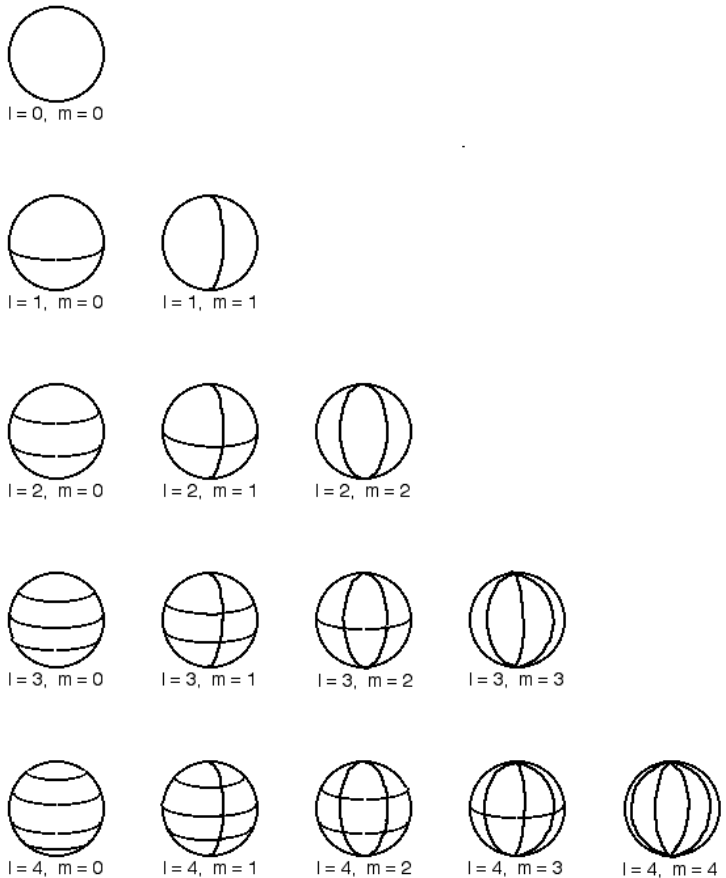 l = 0, m = 0
l = 1, m = 0
l = 1, m = 1
l = 2, m = 0
l = 2, m = 1
l = 2, m = 2
l = 3, m = 0
l = 3, m = 1
l = 3, m = 2
l = 3, m = 3
l = 4, m = 0
l = 4, m = 1
l = 4, m = 2
l = 4, m = 3
l = 4, m = 4